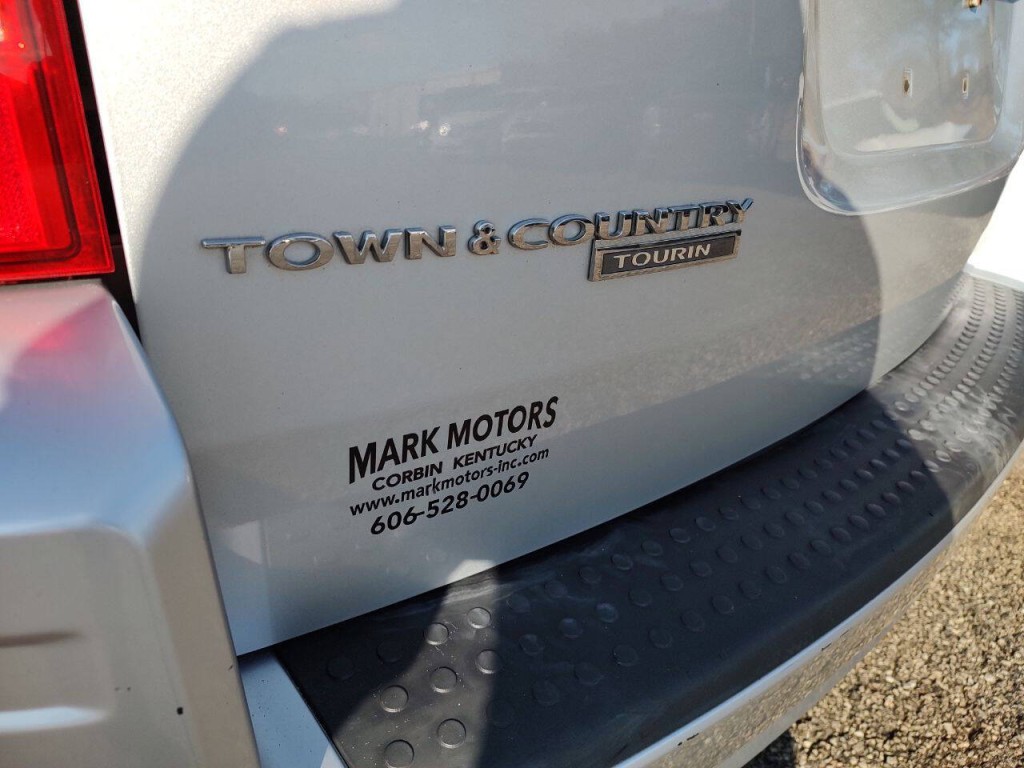 TOWN & COUNTRY
TOURIN
MARK MOTORS
CORBIN KENTUCKY
www.markmotors-inc.com
606-528-0069